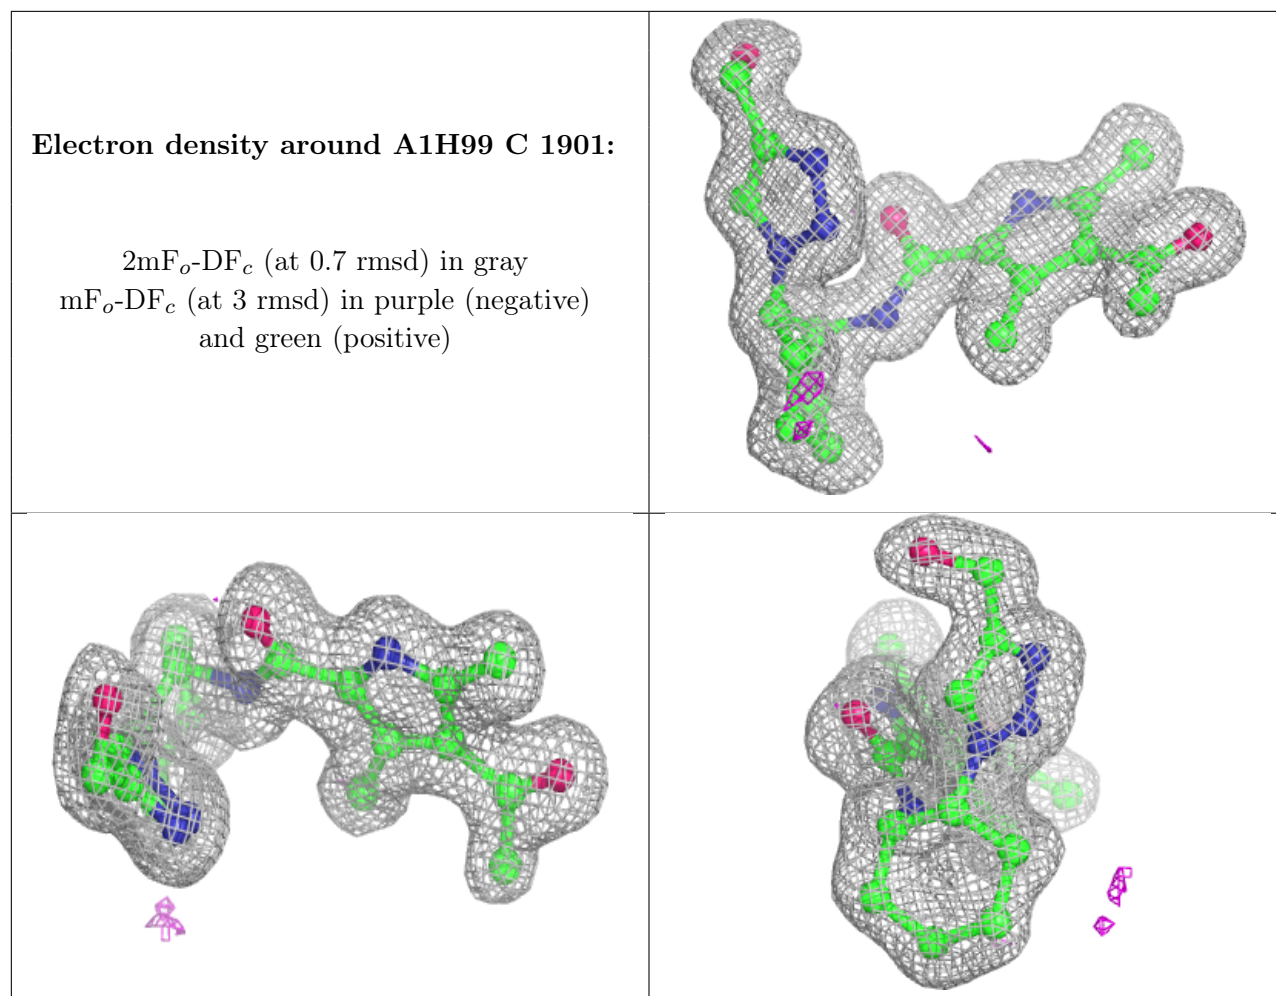 Electron density around A1H99 C 1901:
2mFₒ-DF𝑐 (at 0.7 rmsd) in gray
mFₒ-DF𝑐 (at 3 rmsd) in purple (negative)
and green (positive)